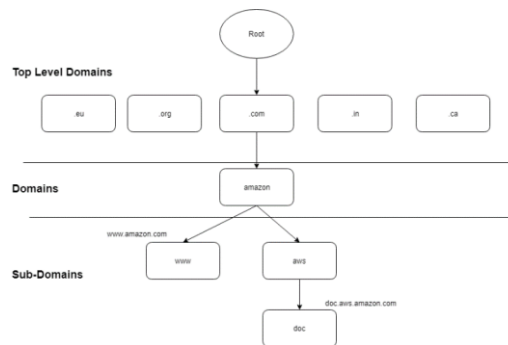 Root
Top Level Domains
.eu
.org
.com
.in
.ca
Domains
amazon
www.amazon.com
www
aws
Sub-Domains
doc.aws.amazon.com
doc